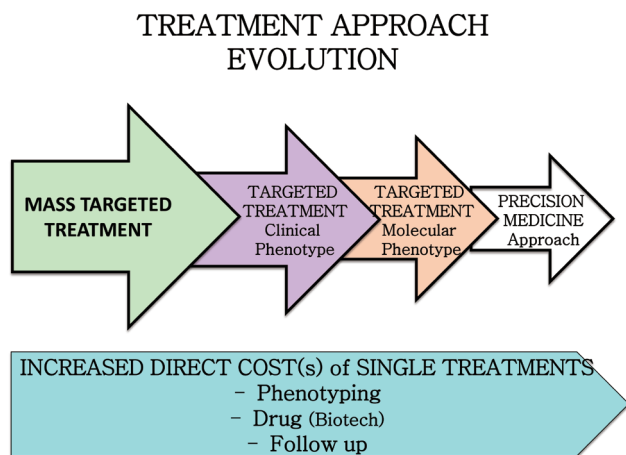 TREATMENT APPROACH
EVOLUTION
MASS TARGETED
TREATMENT
TARGETED
TREATMENT
Clinical
Phenotype
TARGETED
TREATMENT
Molecular
Phenotype
PRECISION
MEDICINE
Approach
INCREASED DIRECT COST(s) of SINGLE TREATMENTS
- Phenotyping
- Drug (Biotech)
- Follow up